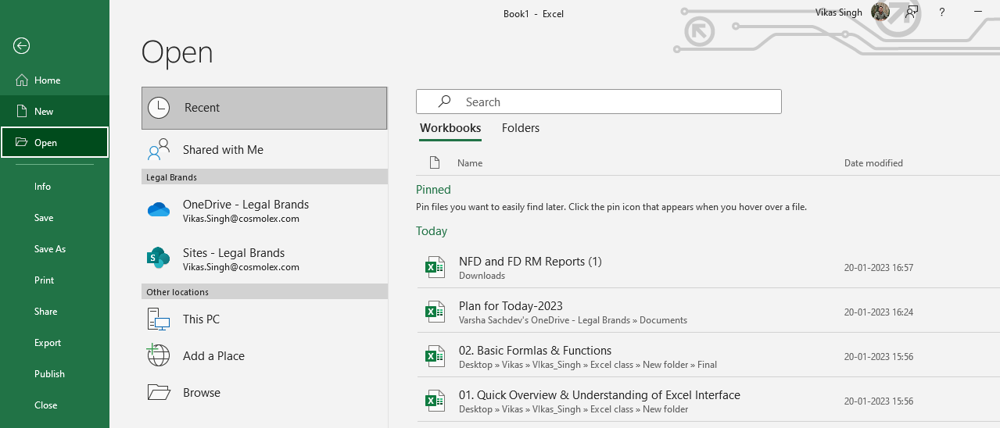 Book1 - Excel
Vikas Singh
?
Open
Home
New
Open
Info
Save
Save As
Print
Share
Export
Publish
Close
Recent
Shared with Me
Legal Brands
OneDrive - Legal Brands
Vikas.Singh@cosmolex.com
Sites - Legal Brands
Vikas.Singh@cosmolex.com
Other locations
This PC
Add a Place
Browse
Search
Workbooks Folders
Name Date modified
Pinned
Pin files you want to easily find later. Click the pin icon that appears when you hover over a file.
Today
NFD and FD RM Reports (1)
Downloads
20-01-2023 16:57
Plan for Today-2023
Varsha Sachdev's OneDrive - Legal Brands » Documents
20-01-2023 16:24
02. Basic Formlas & Functions
Desktop » Vikas » VIkas_Singh » Excel class » New folder » Final
20-01-2023 15:56
01. Quick Overview & Understanding of Excel Interface
Desktop » Vikas » VIkas_Singh » Excel class » New folder
20-01-2023 15:56